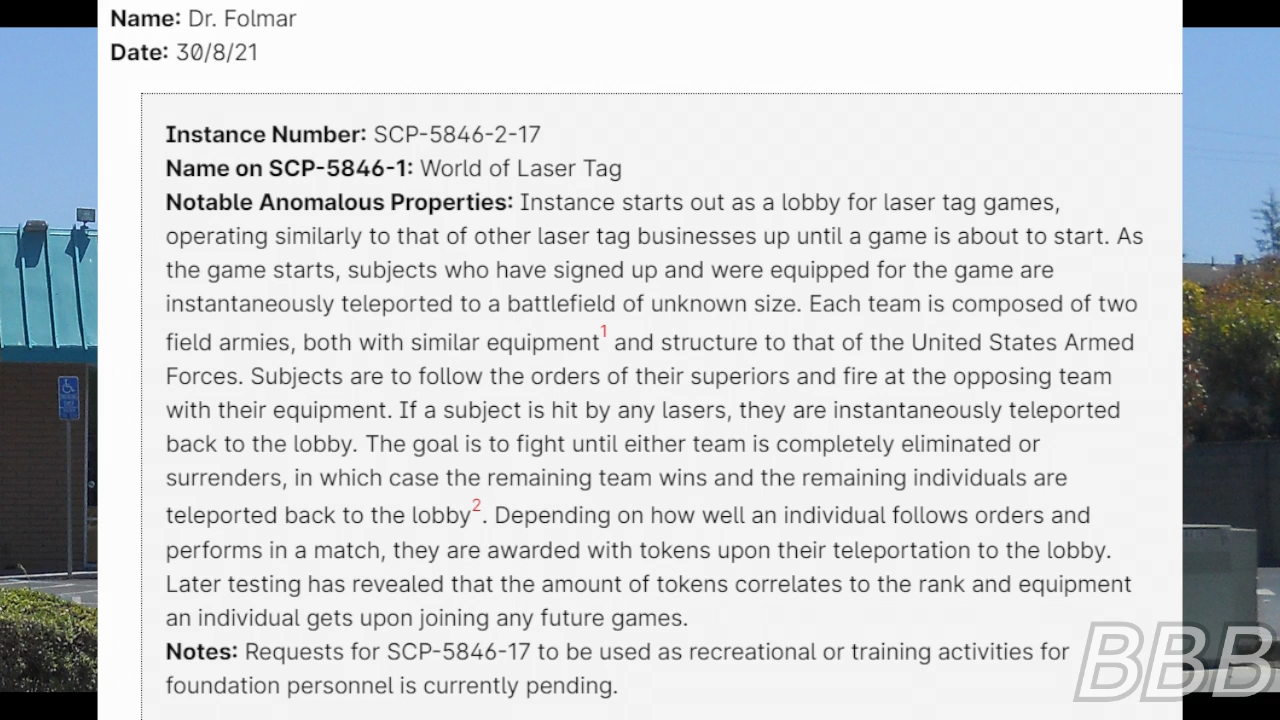 Name: Dr. Folmar
Date: 30/8/21
Instance Number: SCP-5846-2-17
Name on SCP-5846-1: World of Laser Tag
Notable Anomalous Properties: Instance starts out as a lobby for laser tag games,
operating similarly to that of other laser tag businesses up until a game is about to start. As
the game starts, subjects who have signed up and were equipped for the game are
instantaneously teleported to a battlefield of unknown size. Each team is composed of two
field armies, both with similar equipment1 and structure to that of the United States Armed
Forces. Subjects are to follow the orders of their superiors and fire at the opposing team
with their equipment. If a subject is hit by any lasers, they are instantaneously teleported
back to the lobby. The goal is to fight until either team is completely eliminated or
surrenders, in which case the remaining team wins and the remaining individuals are
teleported back to the lobby2. Depending on how well an individual follows orders and
performs in a match, they are awarded with tokens upon their teleportation to the lobby.
Later testing has revealed that the amount of tokens correlates to the rank and equipment
an individual gets upon joining any future games.
Notes: Requests for SCP-5846-17 to be used as recreational or training activities for
foundation personnel is currently pending.
BBB